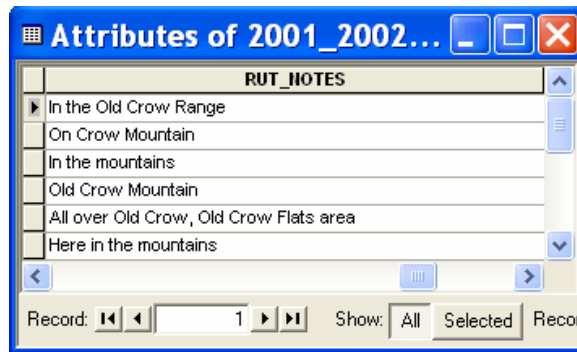 Attributes of 2001_2002...
RUT_NOTES
In the Old Crow Range
On Crow Mountain
In the mountains
Old Crow Mountain
All over Old Crow, Old Crow Flats area
Here in the mountains
Record: 1 Show: All Selected Reco